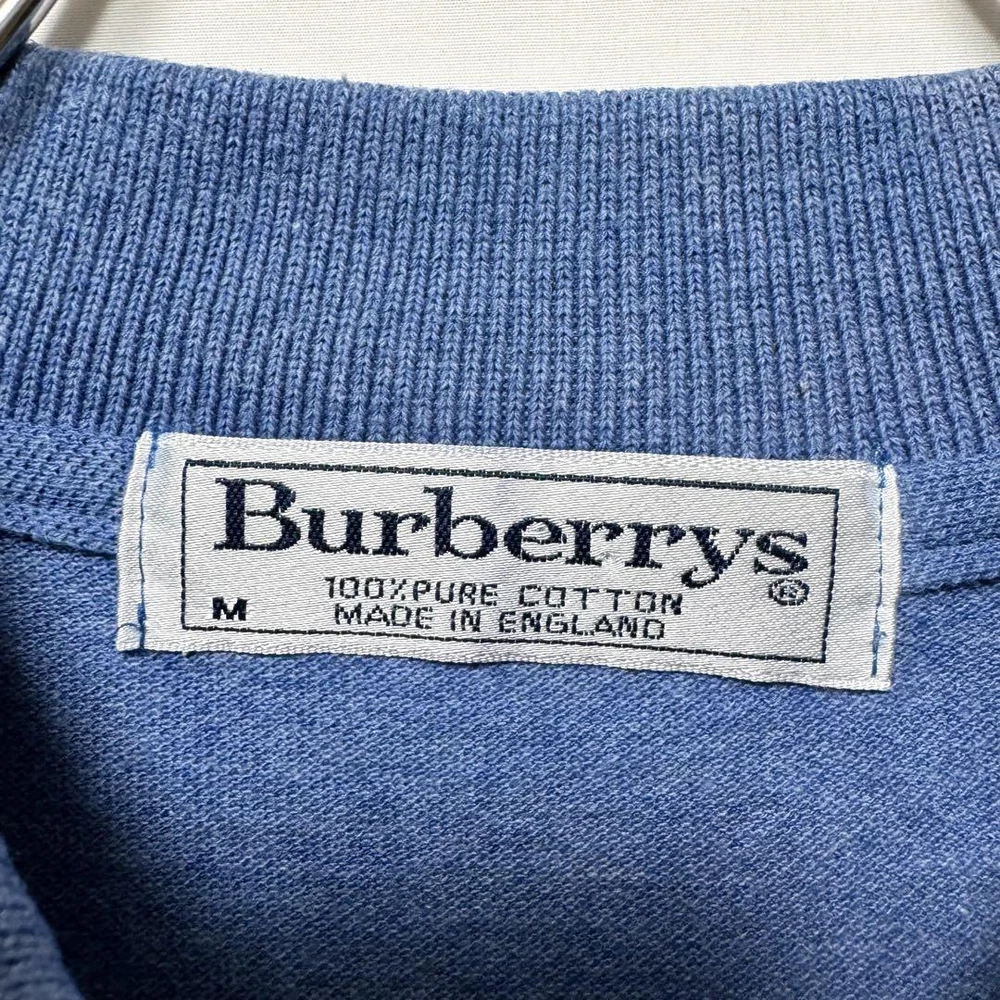 Burberrys®
100% PURE COTTON
M MADE IN ENGLAND